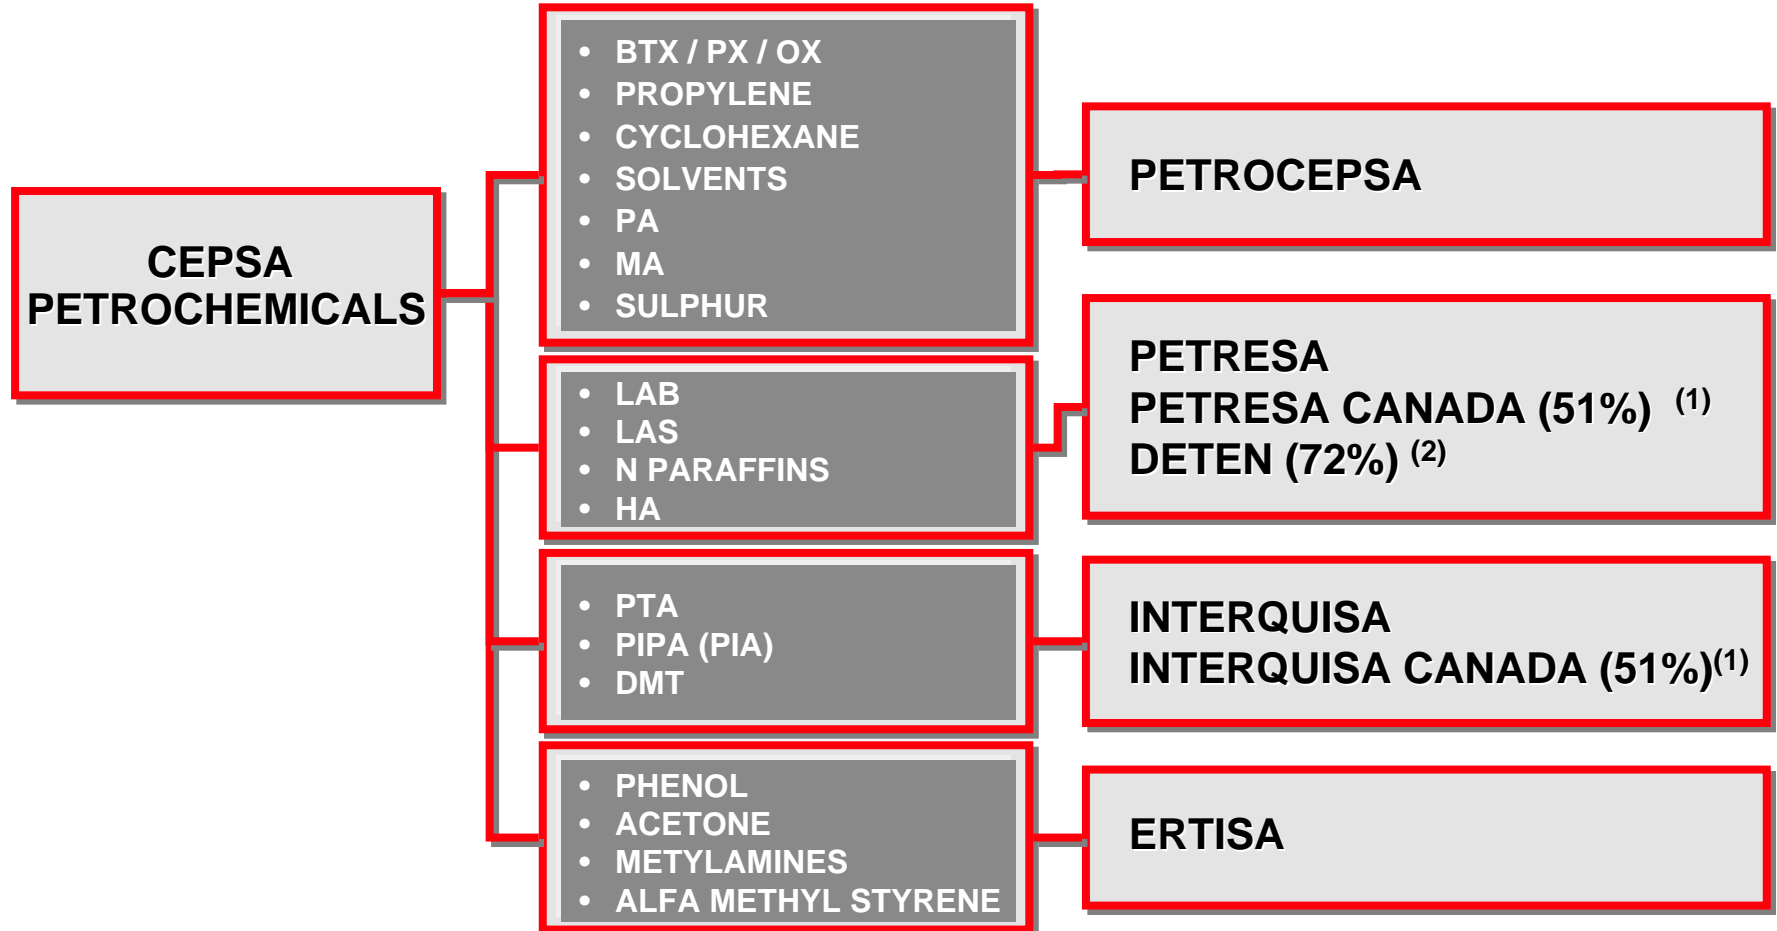 CEPSA
PETROCHEMICALS
• BTX / PX / OX
• PROPYLENE
• CYCLOHEXANE
• SOLVENTS
• PA
• MA
• SULPHUR
PETROCEPSA
• LAB
• LAS
• N PARAFFINS
• HA
PETRESA
PETRESA CANADA (51%) (1)
DETEN (72%) (2)
• PTA
• PIPA (PIA)
• DMT
INTERQUISA
INTERQUISA CANADA (51%)(1)
• PHENOL
• ACETONE
• METYLAMINES
• ALFA METHYL STYRENE
ERTISA